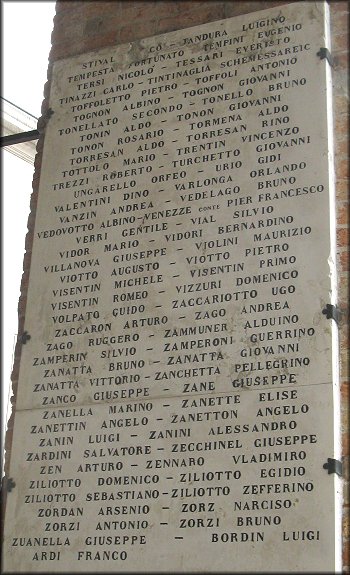 STIVAL CO - TANDURA LUIGINO
TEMPESTA FORTUNATO TEMPINI EUGENIO
TERSI NICOLO - TESSARI EVERISTO
TINAZZI CARLO - TINTINAGLIA SCHEMESSAREIC
TOFFOLETTO PIETRO - TOFFOLI ANTONIO
TOGNON ALBINO - TOGNON GIOVANNI
TONELLATO SECONDO - TONELLO BRUNO
TONIN ALDO - TONON GIOVANNI
TONON ROSARIO - TORMENA ALDO
TORRESAN ALDO - TORRESAN RINO
TOTTOLO MARIO - TRENTIN VINCENZO
TREZZI ROBERTO - TURCHETTO GIOVANNI
UNGARELLO ORFEO - URIO GIDI
VALENTINI DINO - VARLONGA ORLANDO
VANZIN ANDREA - VEDELAGO BRUNO
VEDOVOTTO ALBINO - VENEZZE CONTE PIER FRANCESCO
VERRI GENTILE - VIAL SILVIO
VIDOR MARIO - VIDORI BERNARDINO
VILLANOVA GIUSEPPE - VIOLINI MAURIZIO
VIOTTO AUGUSTO - VIOTTO PIETRO
VISENTIN MICHELE - VISENTIN PRIMO
VISENTIN ROMEO - VIZZURI DOMENICO
VOLPATO GUIDO - ZACCARIOTTO UGO
ZACCARON ARTURO - ZAGO ANDREA
ZAGO RUGGERO - ZAMMUNER ALDUINO
ZAMPERIN SILVIO - ZAMPERONI GUERRINO
ZANATTA BRUNO - ZANATTA GIOVANNI
ZANATTA VITTORIO - ZANCHETTA PELLEGRINO
ZANCO GIUSEPPE - ZANE GIUSEPPE
ZANELLA MARINO - ZANETTE ELISE
ZANETTIN ANGELO - ZANETTON ANGELO
ZANIN LUIGI - ZANINI ALESSANDRO
ZARDINI SALVATORE - ZECCHINEL GIUSEPPE
ZEN ARTURO - ZENNARO VLADIMIRO
ZILIOTTO DOMENICO - ZILIOTTO EGIDIO
ZILIOTTO SEBASTIANO - ZILIOTTO ZEFFERINO
ZORDAN ARSENIO - ZORZ NARCISO
ZORZI ANTONIO - ZORZI BRUNO
ZUANELLA GIUSEPPE - BORDIN LUIGI
ARDI FRANCO